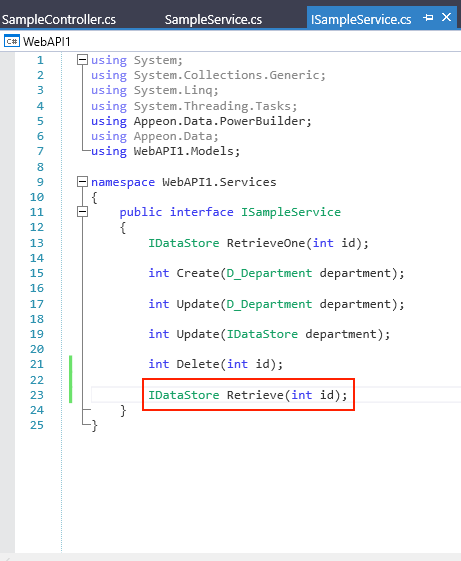 SampleController.cs SampleService.cs ISampleService.cs
C# WebAPI1
1 using System;
2 using System.Collections.Generic;
3 using System.Linq;
4 using System.Threading.Tasks;
5 using Appeon.Data.PowerBuilder;
6 using Appeon.Data;
7 using WebAPI1.Models;
8
9 namespace WebAPI1.Services
10 {
11 public interface ISampleService
12 {
13 IDataStore RetrieveOne(int id);
14
15 int Create(D_Department department);
16
17 int Update(D_Department department);
18
19 int Update(IDataStore department);
20
21 int Delete(int id);
22
23 IDataStore Retrieve(int id);
24 }
25 }